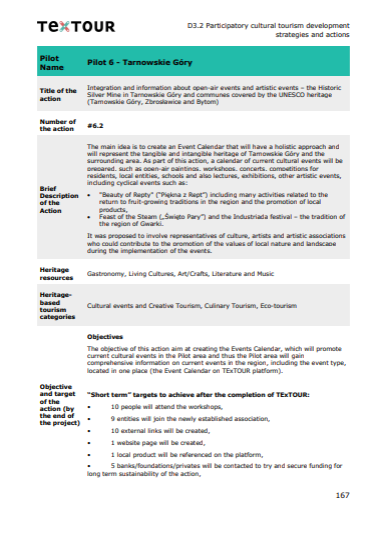 TExTOUR
D3.2 Participatory cultural tourism development
strategies and actions
Pilot
Name
Pilot 6 - Tarnowskie Góry
Title of the
action
Integration and information about open-air events and artistic events – the Historic
Silver Mine in Tarnowskie Góry and communes covered by the UNESCO heritage
(Tarnowskie Góry, Zbrosławice and Bytom)
Number of
the action
#6.2
Brief
Description
of the
Action
The main idea is to create an Event Calendar that will have a holistic approach and
will represent the tangible and intangible heritage of Tarnowskie Góry and the
surrounding area. As part of this action, a calendar of current cultural events will be
prepared, such as open-air paintings, workshops, concerts, competitions for
residents, local entities, schools and also lectures, exhibitions, other artistic events,
including cyclical events such as:
• "Beauty of Repty" ("Piękna z Rept") including many activities related to the
return to fruit-growing traditions in the region and the promotion of local
products,
• Feast of the Steam („Święto Pary") and the Industriada festival – the tradition of
the region of Gwarki.
It was proposed to involve representatives of culture, artists and artistic associations
who could contribute to the promotion of the values of local nature and landscape
during the implementation of the events.
Heritage
resources
Gastronomy, Living Cultures, Art/Crafts, Literature and Music
Heritage-
based
tourism
categories
Cultural events and Creative Tourism, Culinary Tourism, Eco-tourism
Objective
and target
of the
action (by
the end of
the project)
Objectives
The objective of this action aim at creating the Events Calendar, which will promote
current cultural events in the Pilot area and thus the Pilot area will gain
comprehensive information on current events in the region, including the event type,
located in one place (the Event Calendar on TExTOUR platform).
"Short term" targets to achieve after the completion of TExTOUR:
• 10 people will attend the workshops,
• 9 entities will join the newly established association,
• 10 external links will be created,
• 1 website page will be created,
• 1 local product will be referenced on the platform,
• 5 banks/foundations/privates will be contacted to try and secure funding for
long term sustainability of the action,
167